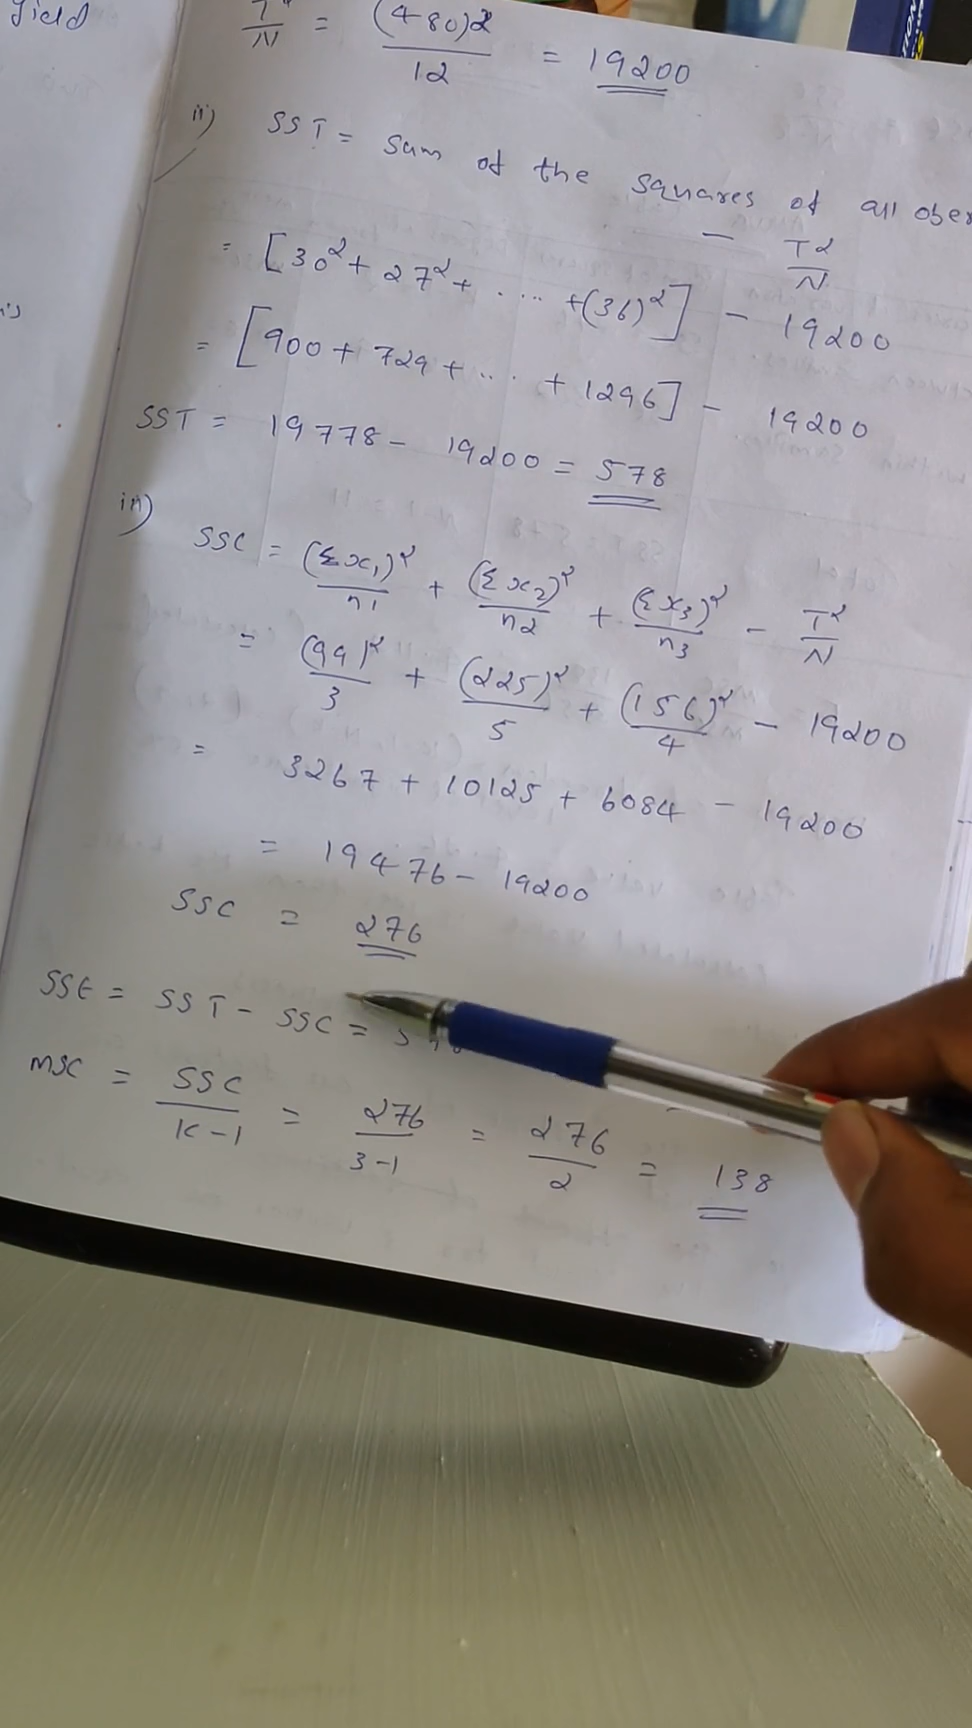 Yield
T²/N = (480)²/12 = 19200
ii) SST = Sum of the squares of all obser
- T²/N
= [30² + 27² + .... +(36)²] - 19200
= [900 + 729 + ... + 1296] - 19200
SST = 19778 - 19200 = 578
iii) SSC = (Σx₁)²/n1 + (Σx₂)²/n2 + (Σx₃)²/n3 - T²/N
= (99)²/3 + (225)²/5 + (156)²/4 - 19200
= 3267 + 10125 + 6084 - 19200
= 19476 - 19200
SSC = 276
SSE = SST - SSC =
MSC = SSC/K-1 = 276/3-1 = 276/2 = 138